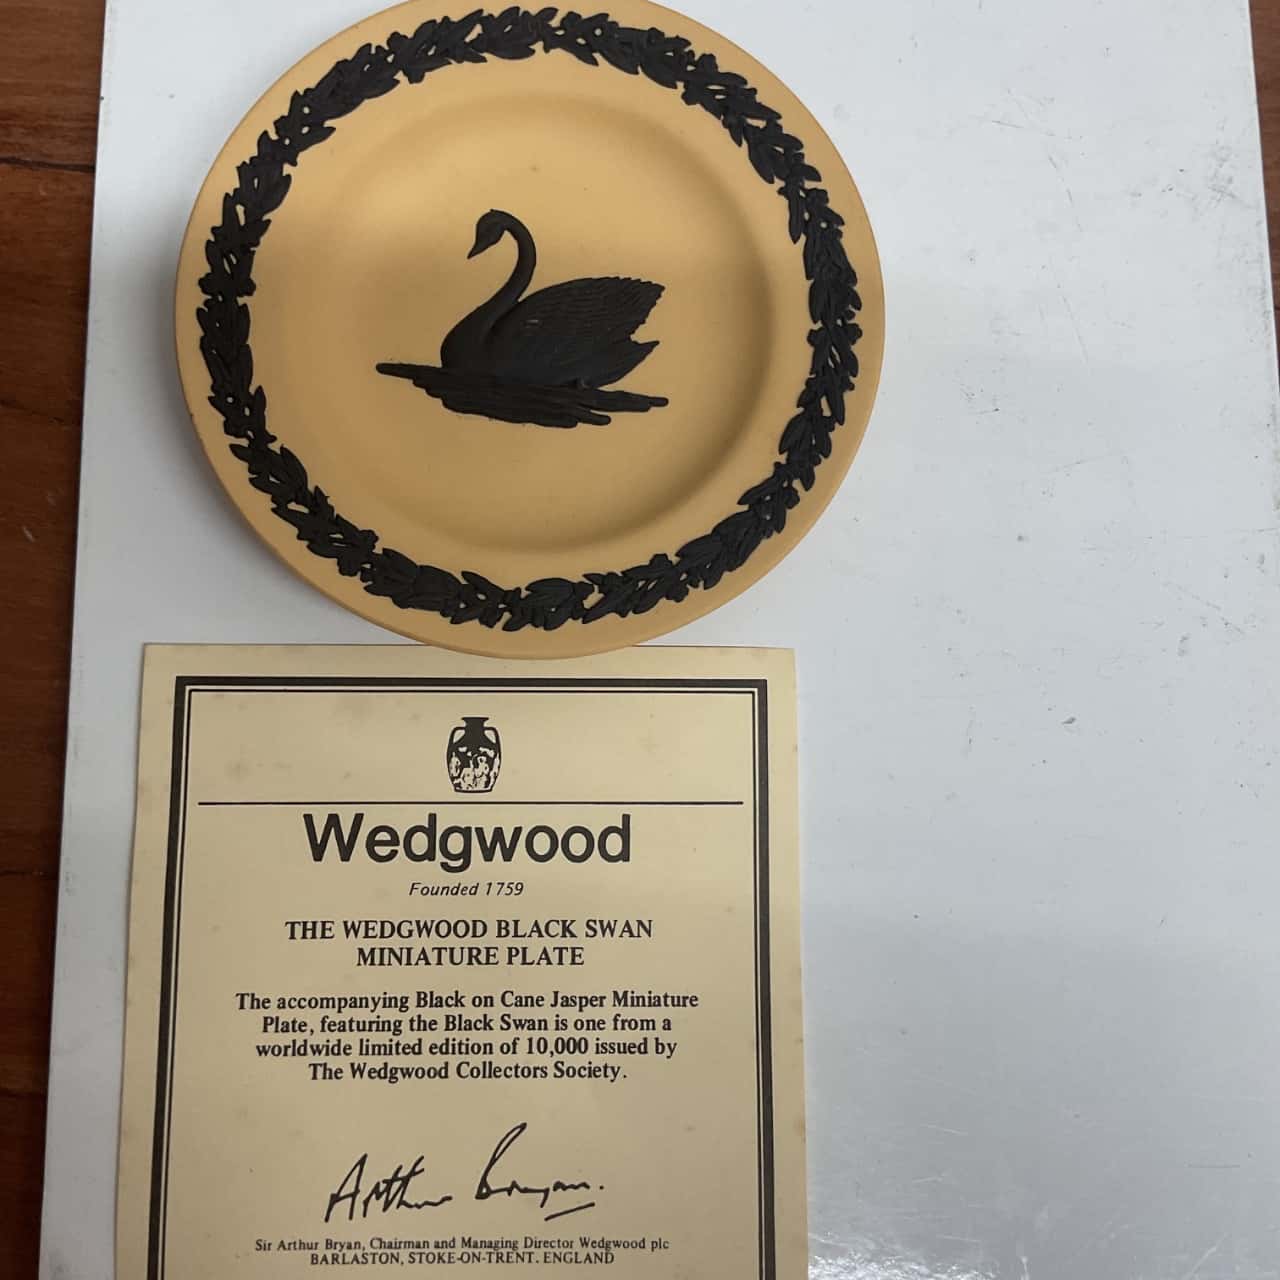 Wedgwood
Founded 1759
THE WEDGWOOD BLACK SWAN
MINIATURE PLATE
The accompanying Black on Cane Jasper Miniature
Plate, featuring the Black Swan is one from a
worldwide limited edition of 10,000 issued by
The Wedgwood Collectors Society.
Arthur Bryan.
Sir Arthur Bryan, Chairman and Managing Director Wedgwood plc
BARLASTON, STOKE-ON-TRENT. ENGLAND